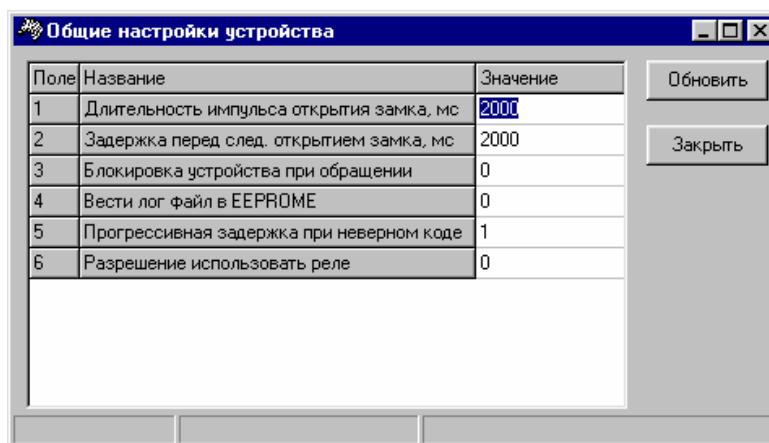 Общие настройки устройства
Поле Название Значение
1 Длительность импульса открытия замка, мс 2000
2 Задержка перед след. открытием замка, мс 2000
3 Блокировка устройства при обращении 0
4 Вести лог файл в EEPROME 0
5 Прогрессивная задержка при неверном коде 1
6 Разрешение использовать реле 0
Обновить
Закрыть